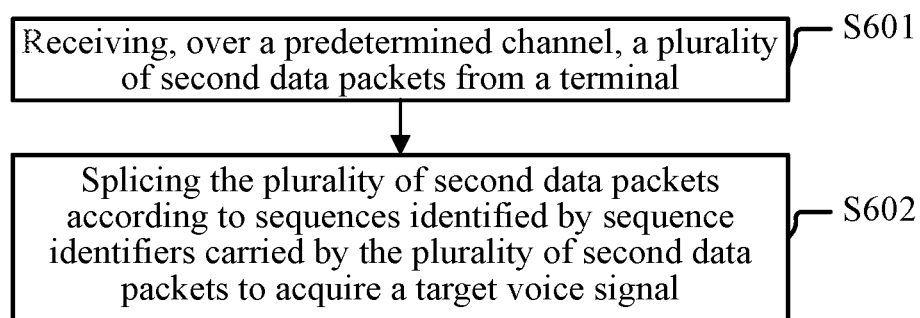 Receiving, over a predetermined channel, a plurality
of second data packets from a terminal
S601
Splicing the plurality of second data packets
according to sequences identified by sequence
identifiers carried by the plurality of second data
packets to acquire a target voice signal
S602